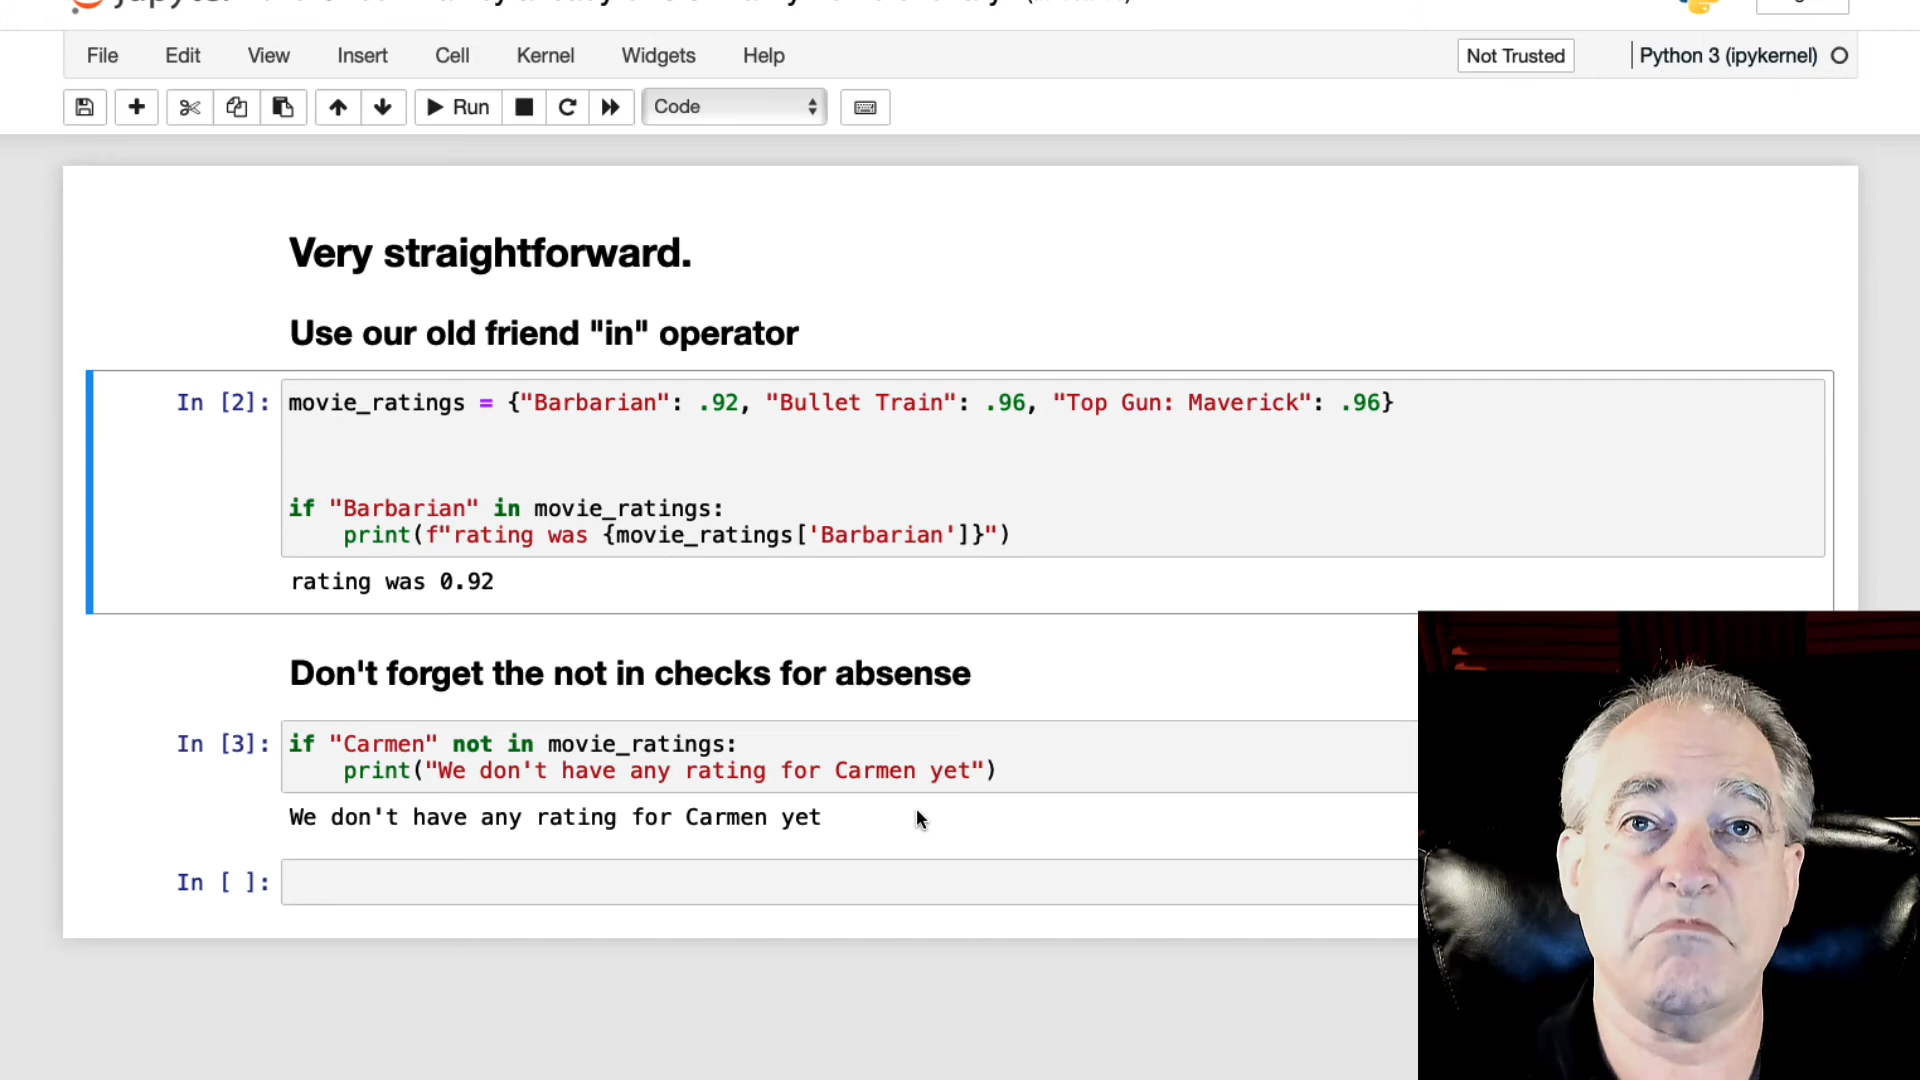 File Edit View Insert Cell Kernel Widgets Help Not Trusted Python 3 (ipykernel)
Run Code
Very straightforward.
Use our old friend "in" operator
In [2]: movie_ratings = {"Barbarian": .92, "Bullet Train": .96, "Top Gun: Maverick": .96}
if "Barbarian" in movie_ratings:
print(f"rating was {movie_ratings['Barbarian']}")
rating was 0.92
Don't forget the not in checks for absense
In [3]: if "Carmen" not in movie_ratings:
print("We don't have any rating for Carmen yet")
We don't have any rating for Carmen yet
In [ ]: